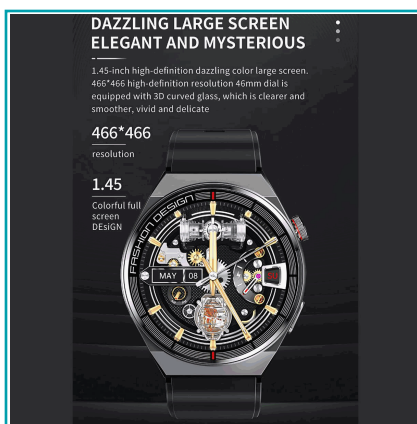 DAZZLING LARGE SCREEN
ELEGANT AND MYSTERIOUS
1.45-inch high-definition dazzling color large screen.
466*466 high-definition resolution 46mm dial is
equipped with 3D curved glass, which is clearer and
smoother, vivid and delicate
466*466
resolution
1.45
Colorful full
screen
DEsiGN
FASHION DESIGN
MAY 08